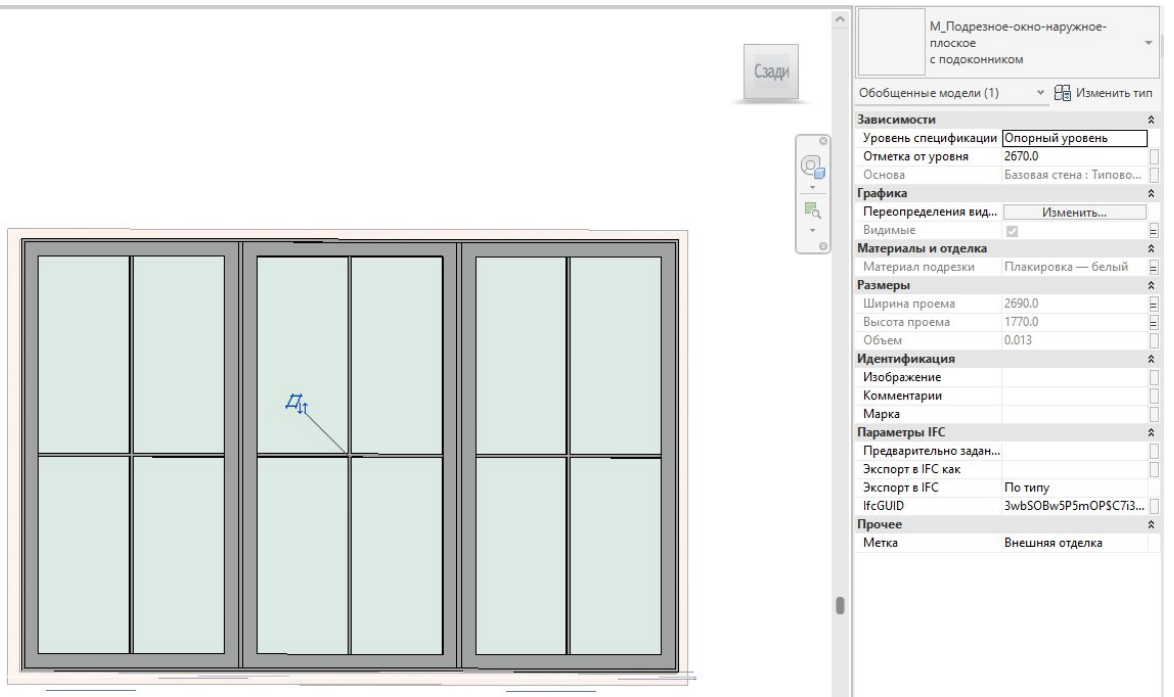 Сзади
М_Подрезное-окно-наружное-
плоское
с подоконником
Обобщенные модели (1) Изменить тип
Зависимости
Уровень спецификации Опорный уровень
Отметка от уровня 2670.0
Основа Базовая стена : Типово...
Графика
Переопределения вид... Изменить...
Видимые
Материалы и отделка
Материал подрезки Плакировка — белый
Размеры
Ширина проема 2690.0
Высота проема 1770.0
Объем 0.013
Идентификация
Изображение
Комментарии
Марка
Параметры IFC
Предварительно задан...
Экспорт в IFC как
Экспорт в IFC По типу
IfcGUID 3wbSOBw5P5mOP$C7i3...
Прочее
Метка Внешняя отделка